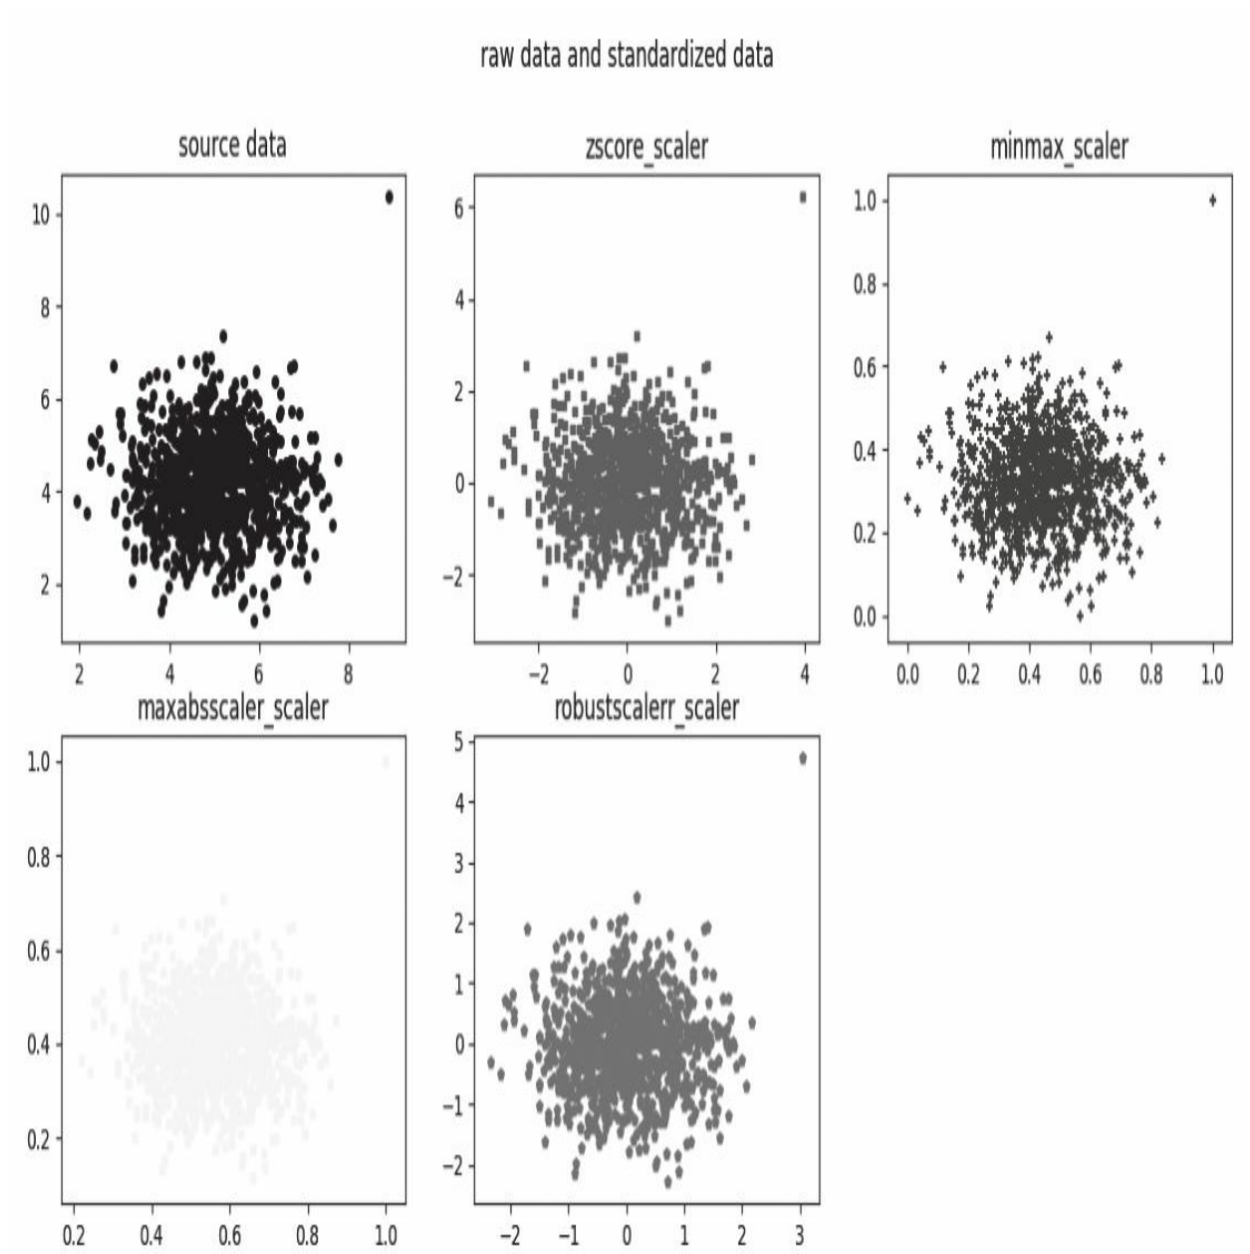 raw data and standardized data
source data
10
8
6
4
2
2 4 6 8
zscore_scaler
6
4
2
0
−2
−2 0 2 4
minmax_scaler
1.0
0.8
0.6
0.4
0.2
0.0
0.0 0.2 0.4 0.6 0.8 1.0
maxabsscaler_scaler
1.0
0.8
0.6
0.4
0.2
0.2 0.4 0.6 0.8 1.0
robustscalerr_scaler
5
4
3
2
1
0
−1
−2
−2 −1 0 1 2 3